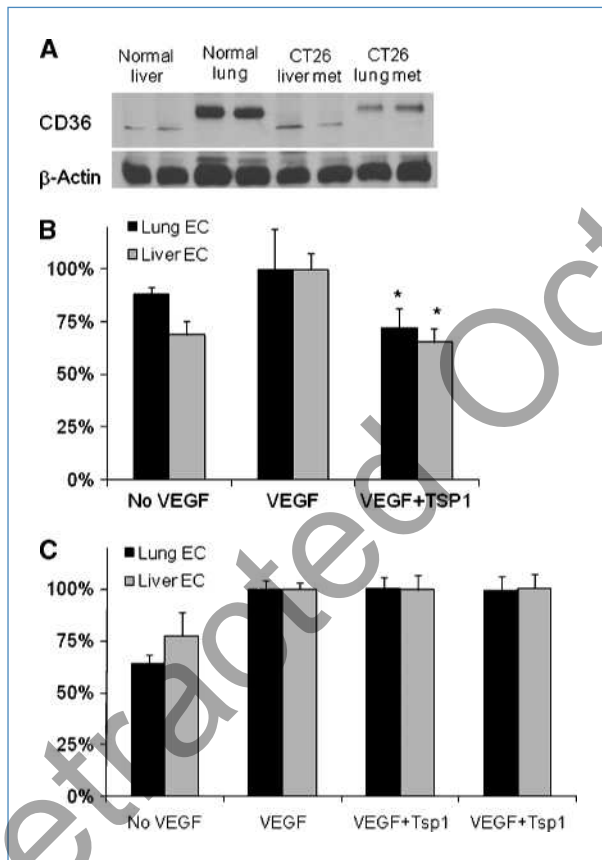 A
Normal liver
Normal lung
CT26 liver met
CT26 lung met
CD36
β-Actin
B
Lung EC
Liver EC
100%
75%
50%
25%
0%
No VEGF
VEGF
VEGF+TSP1
* *
C
Lung EC
Liver EC
100%
75%
50%
25%
0%
No VEGF
VEGF
VEGF+Tsp1
VEGF+Tsp1
etracted Oct